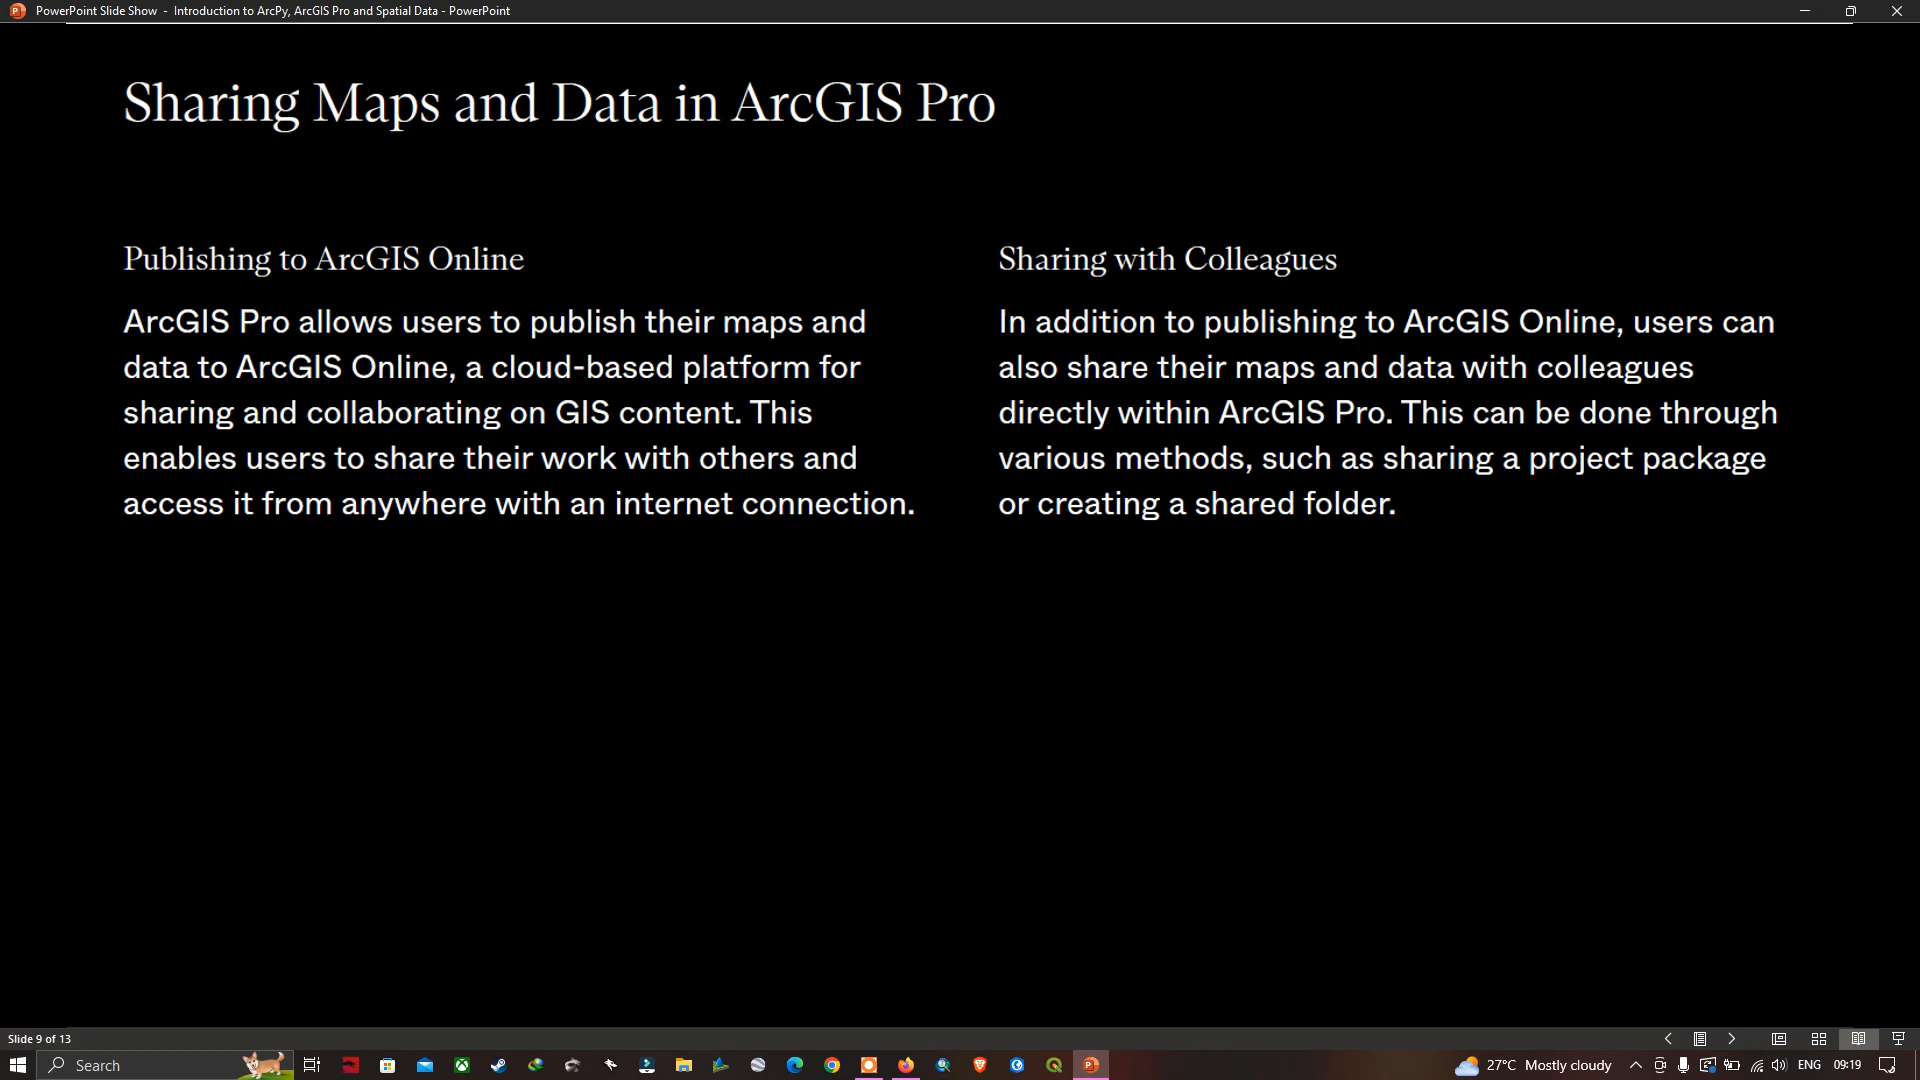 PowerPoint Slide Show - Introduction to ArcPy, ArcGIS Pro and Spatial Data - PowerPoint
Sharing Maps and Data in ArcGIS Pro
Publishing to ArcGIS Online
ArcGIS Pro allows users to publish their maps and
data to ArcGIS Online, a cloud-based platform for
sharing and collaborating on GIS content. This
enables users to share their work with others and
access it from anywhere with an internet connection.
Sharing with Colleagues
In addition to publishing to ArcGIS Online, users can
also share their maps and data with colleagues
directly within ArcGIS Pro. This can be done through
various methods, such as sharing a project package
or creating a shared folder.
Slide 9 of 13
Search
27°C Mostly cloudy
ENG
09:19